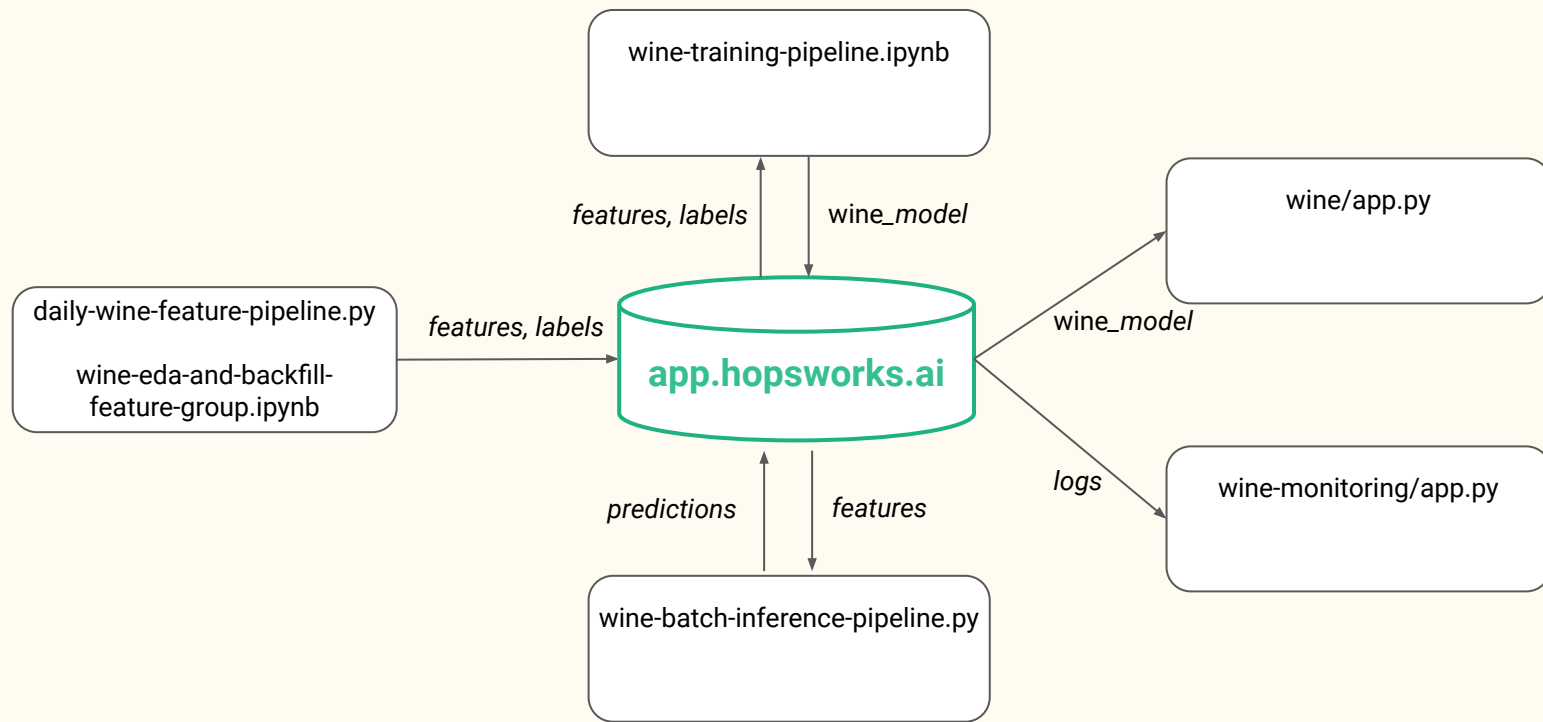 wine-training-pipeline.ipynb
features, labels
wine_model
wine/app.py
daily-wine-feature-pipeline.py
wine-eda-and-backfill-
feature-group.ipynb
features, labels
app.hopsworks.ai
wine_model
predictions
features
logs
wine-monitoring/app.py
wine-batch-inference-pipeline.py